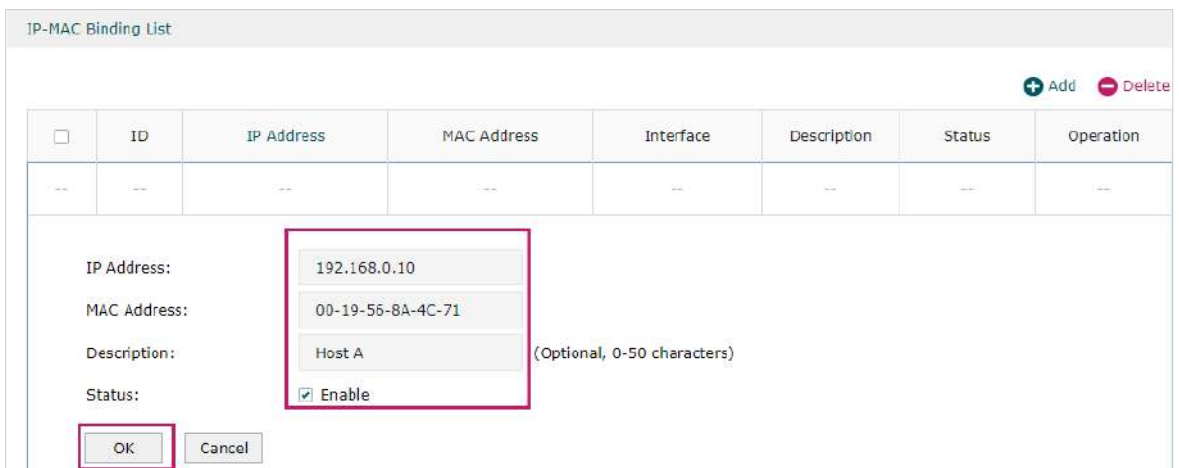 IP-MAC Binding List
Add Delete
ID IP Address MAC Address Interface Description Status Operation
-- -- -- -- -- -- -- --
IP Address: 192.168.0.10
MAC Address: 00-19-56-8A-4C-71
Description: Host A (Optional, 0-50 characters)
Status: Enable
OK Cancel